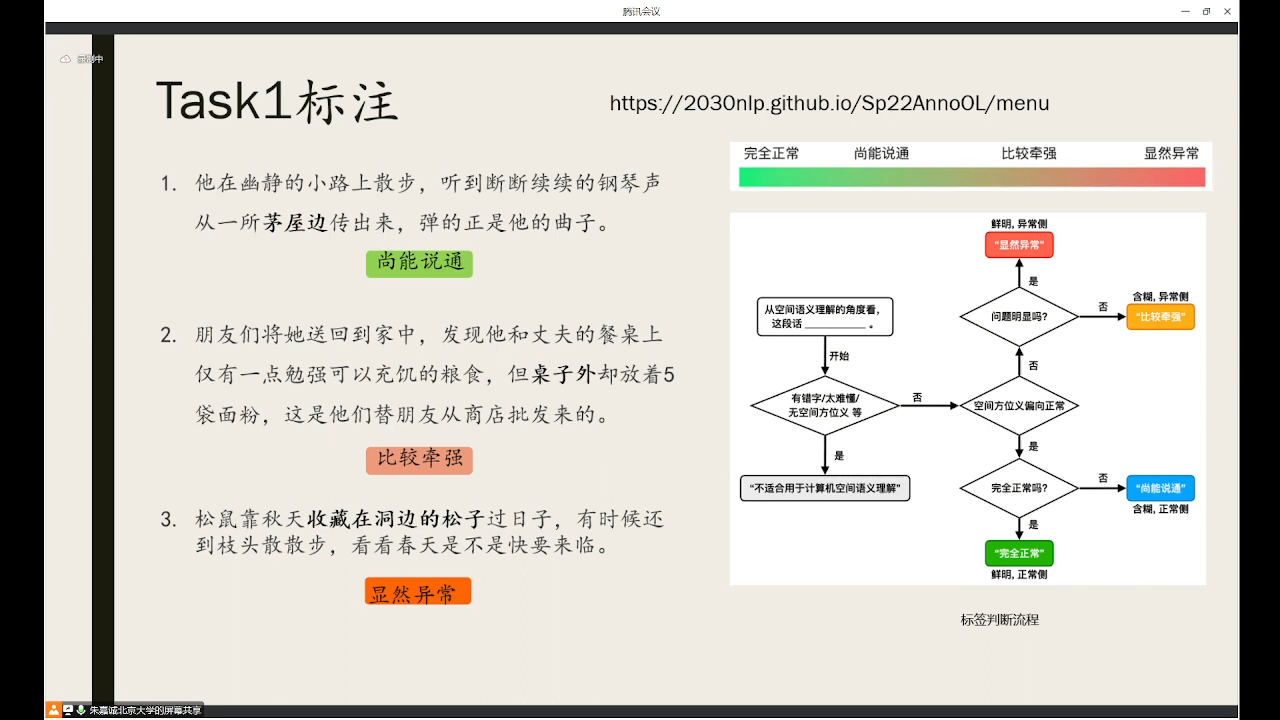 腾讯会议
录制中
Task1标注
https://2030nlp.github.io/Sp22AnnoOL/menu
1. 他在幽静的小路上散步，听到断断续续的钢琴声
从一所茅屋边传出来，弹的正是他的曲子。
尚能说通
2. 朋友们将她送回到家中，发现他和丈夫的餐桌上
仅有一点勉强可以充饥的粮食，但桌子外却放着5
袋面粉，这是他们替朋友从商店批发来的。
比较牵强
3. 松鼠靠秋天收藏在洞边的松子过日子，有时候还
到枝头散散步，看看春天是不是快要来临。
显然异常
完全正常 尚能说通 比较牵强 显然异常
鲜明, 异常侧
“显然异常”
是
含糊, 异常侧
问题明显吗?
否
“比较牵强”
从空间语义理解的角度看，
这段话 ____________ 。
开始
否
有错字/太难懂/
无空间方位义 等
否
空间方位义偏向正常
是
是
“不适合用于计算机空间语义理解”
完全正常吗?
否
“尚能说通”
含糊, 正常侧
是
“完全正常”
鲜明, 正常侧
标签判断流程
朱嘉诚北京大学的屏幕共享